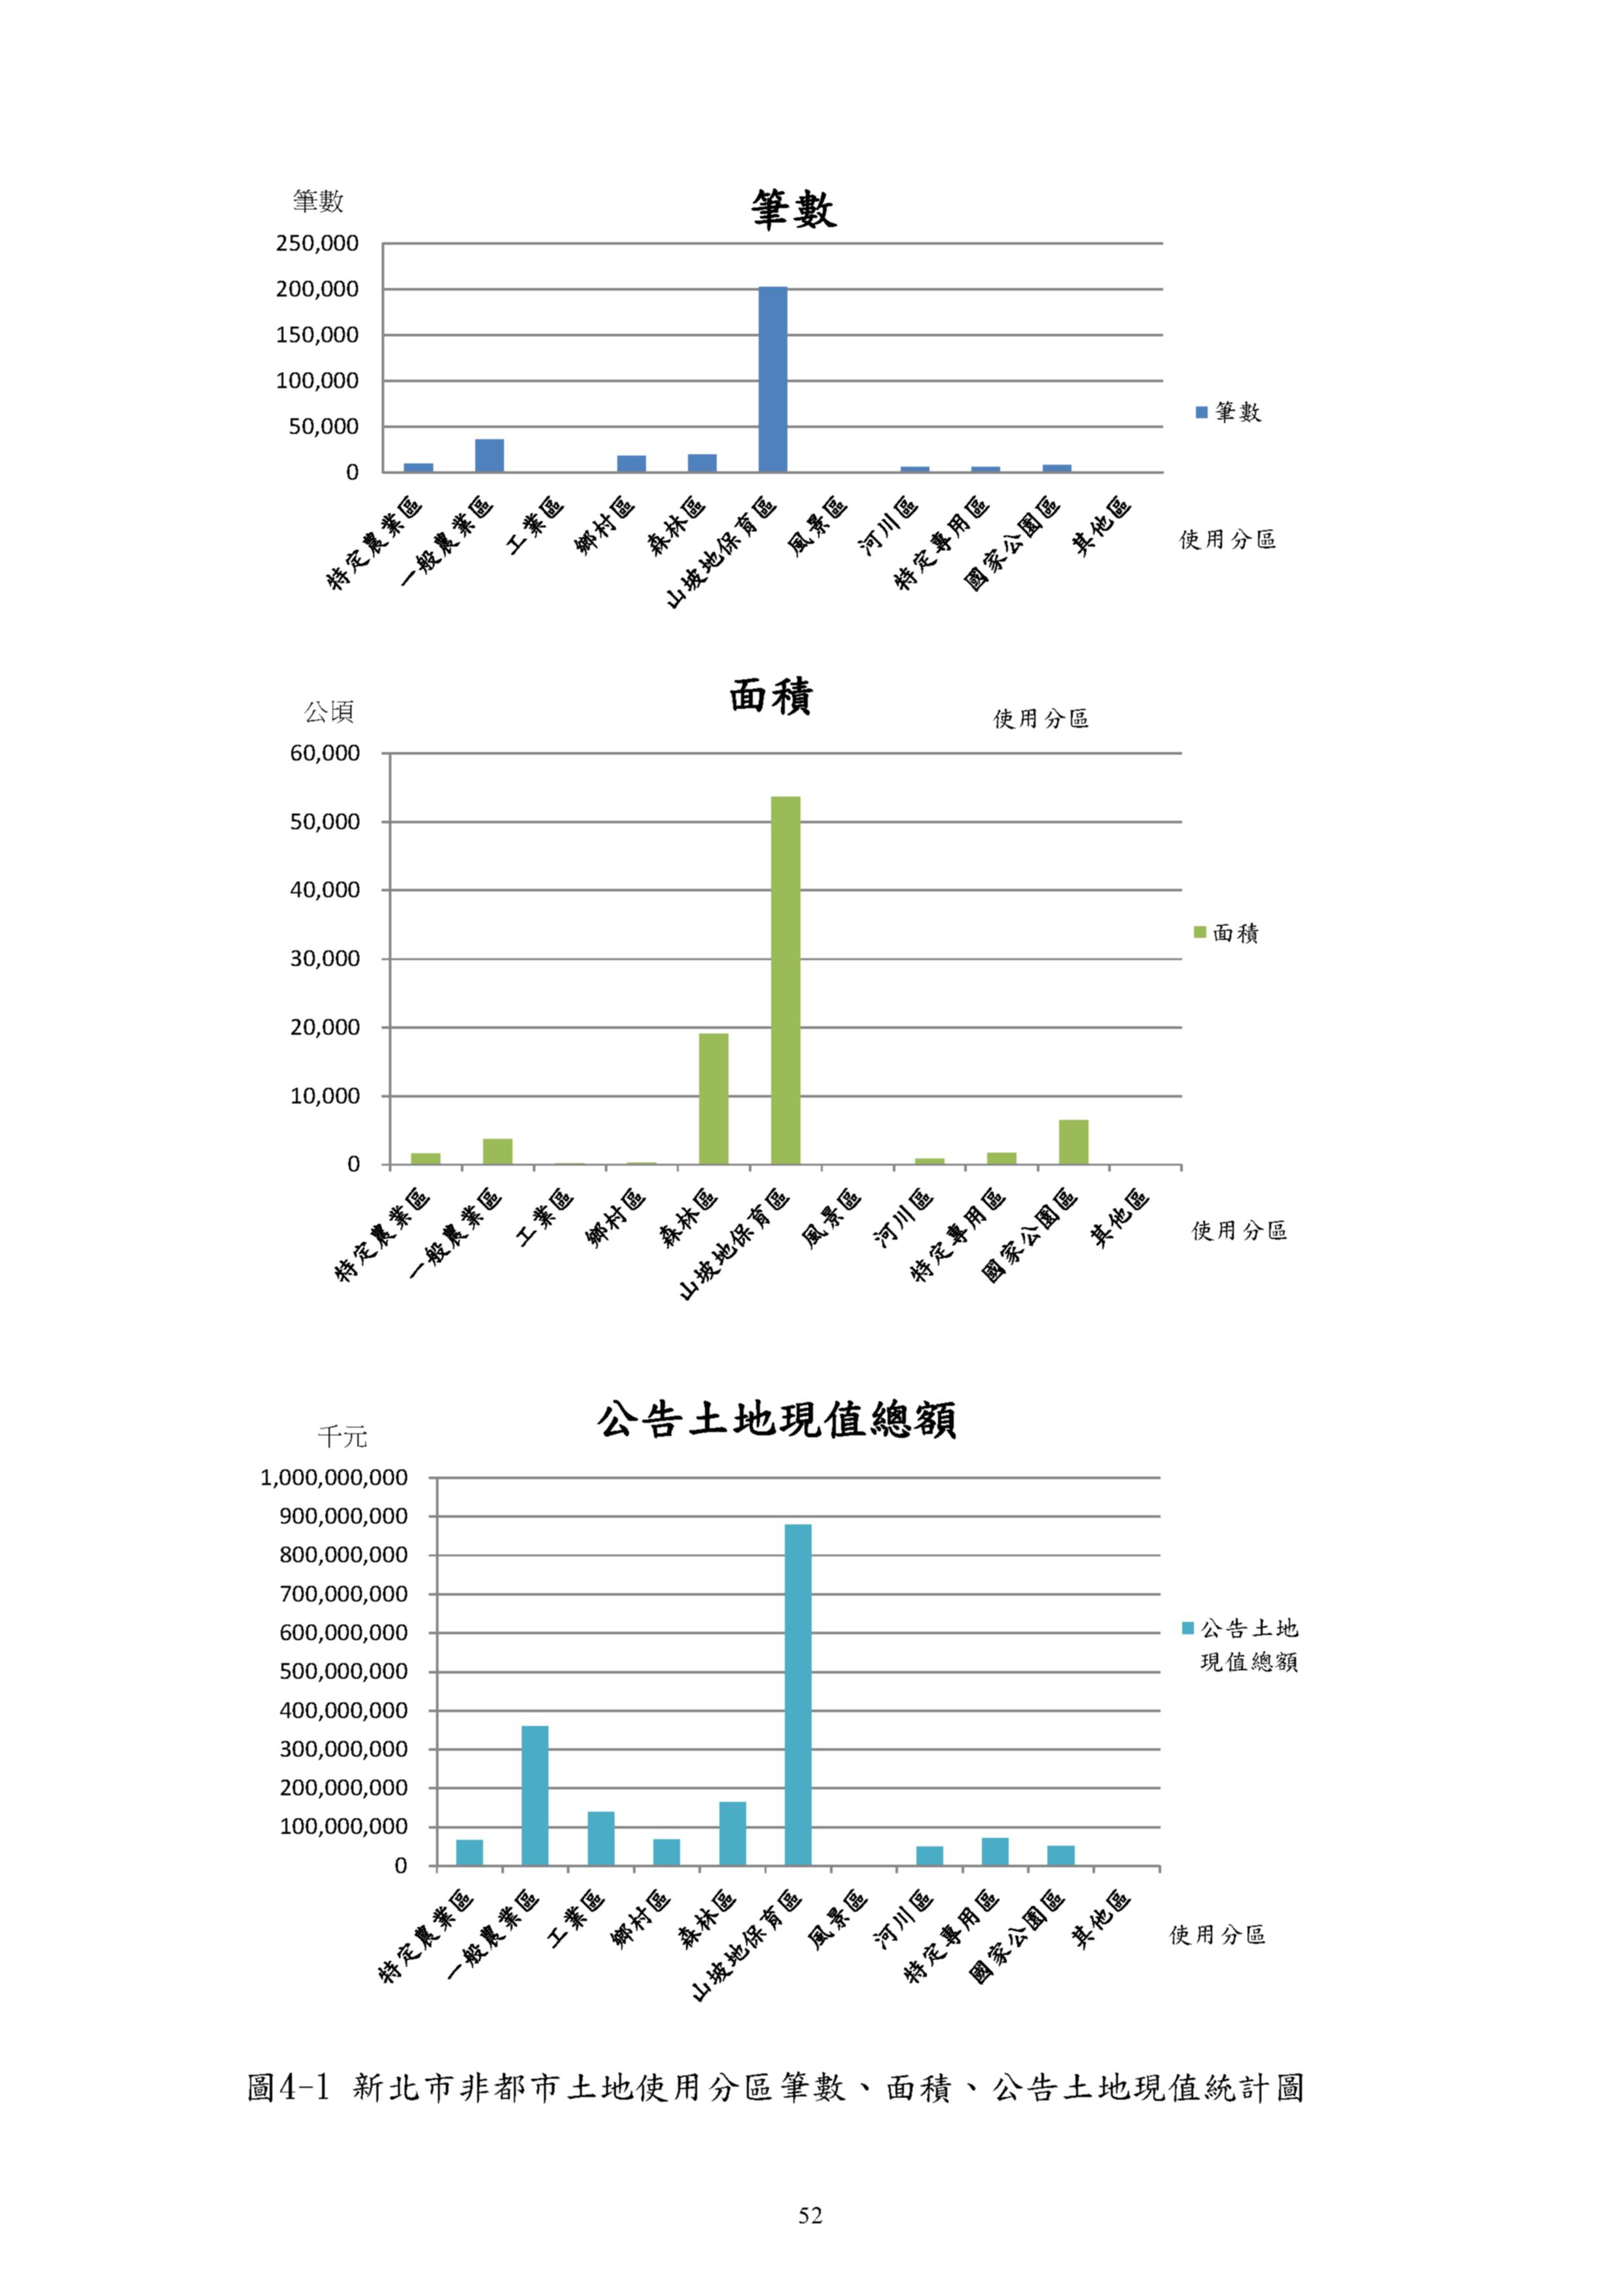 筆數
筆數
250,000
200,000
150,000
100,000
50,000
0
筆數
特定農業區
一般農業區
工業區
鄉村區
森林區
山坡地保育區
風景區
河川區
特定專用區
國家公園區
其他區
使用分區
面積
公頃
使用分區
60,000
50,000
40,000
30,000
20,000
10,000
0
面積
特定農業區
一般農業區
工業區
鄉村區
森林區
山坡地保育區
風景區
河川區
特定專用區
國家公園區
其他區
使用分區
公告土地現值總額
千元
1,000,000,000
900,000,000
800,000,000
700,000,000
600,000,000
500,000,000
400,000,000
300,000,000
200,000,000
100,000,000
0
公告土地
現值總額
特定農業區
一般農業區
工業區
鄉村區
森林區
山坡地保育區
風景區
河川區
特定專用區
國家公園區
其他區
使用分區
圖4-1 新北市非都市土地使用分區筆數、面積、公告土地現值統計圖
52